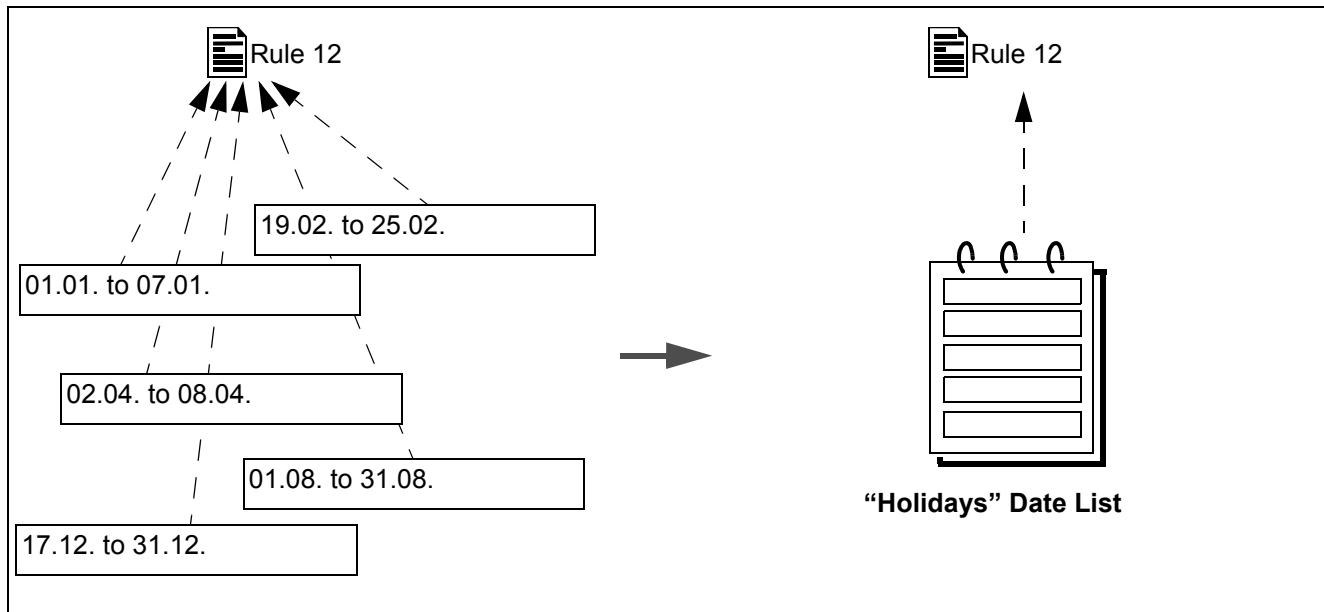 Rule 12
19.02. to 25.02.
01.01. to 07.01.
02.04. to 08.04.
01.08. to 31.08.
17.12. to 31.12.
Rule 12
“Holidays” Date List